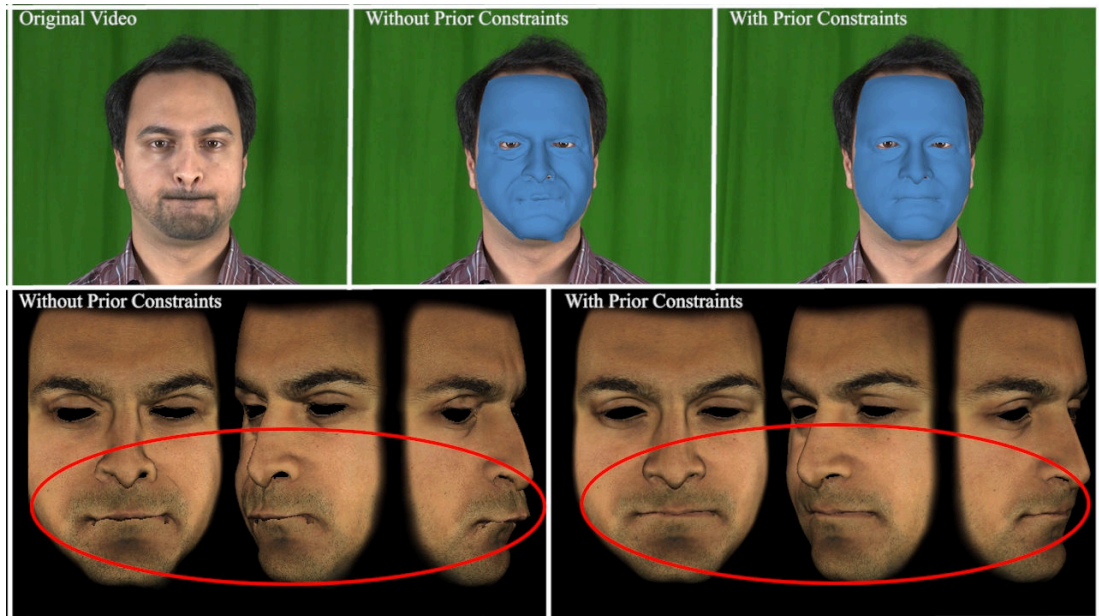 Original Video
Without Prior Constraints
With Prior Constraints
Without Prior Constraints
With Prior Constraints